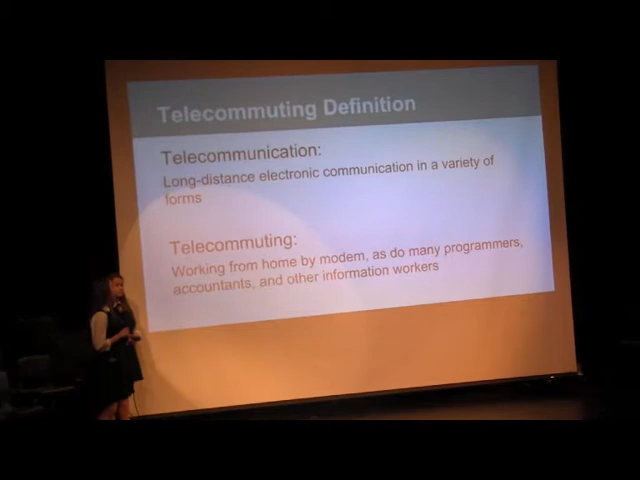 Telecommuting Definition
Telecommunication:
Long-distance electronic communication in a variety of
forms
Telecommuting:
Working from home by modem, as do many programmers,
accountants, and other information workers